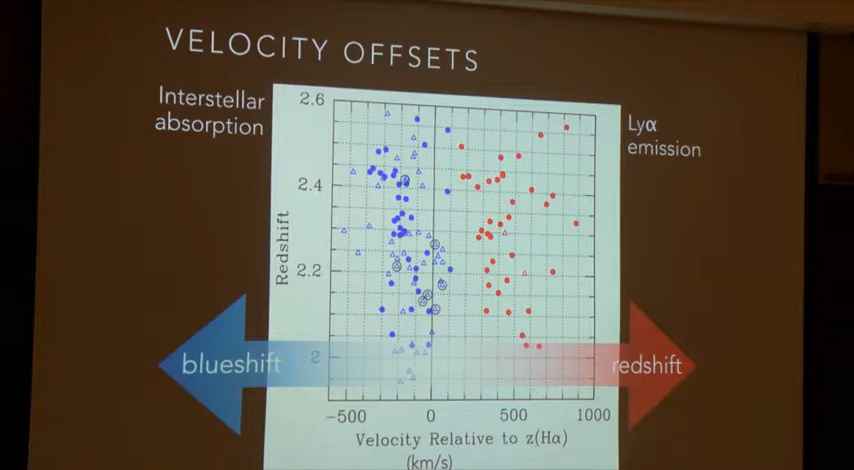 VELOCITY OFFSETS
Interstellar
absorption
Lyα
emission
2.6
2.4
2.2
2
Redshift
blueshift
redshift
-500
0
500
1000
Velocity Relative to z(Hα)
(km/s)